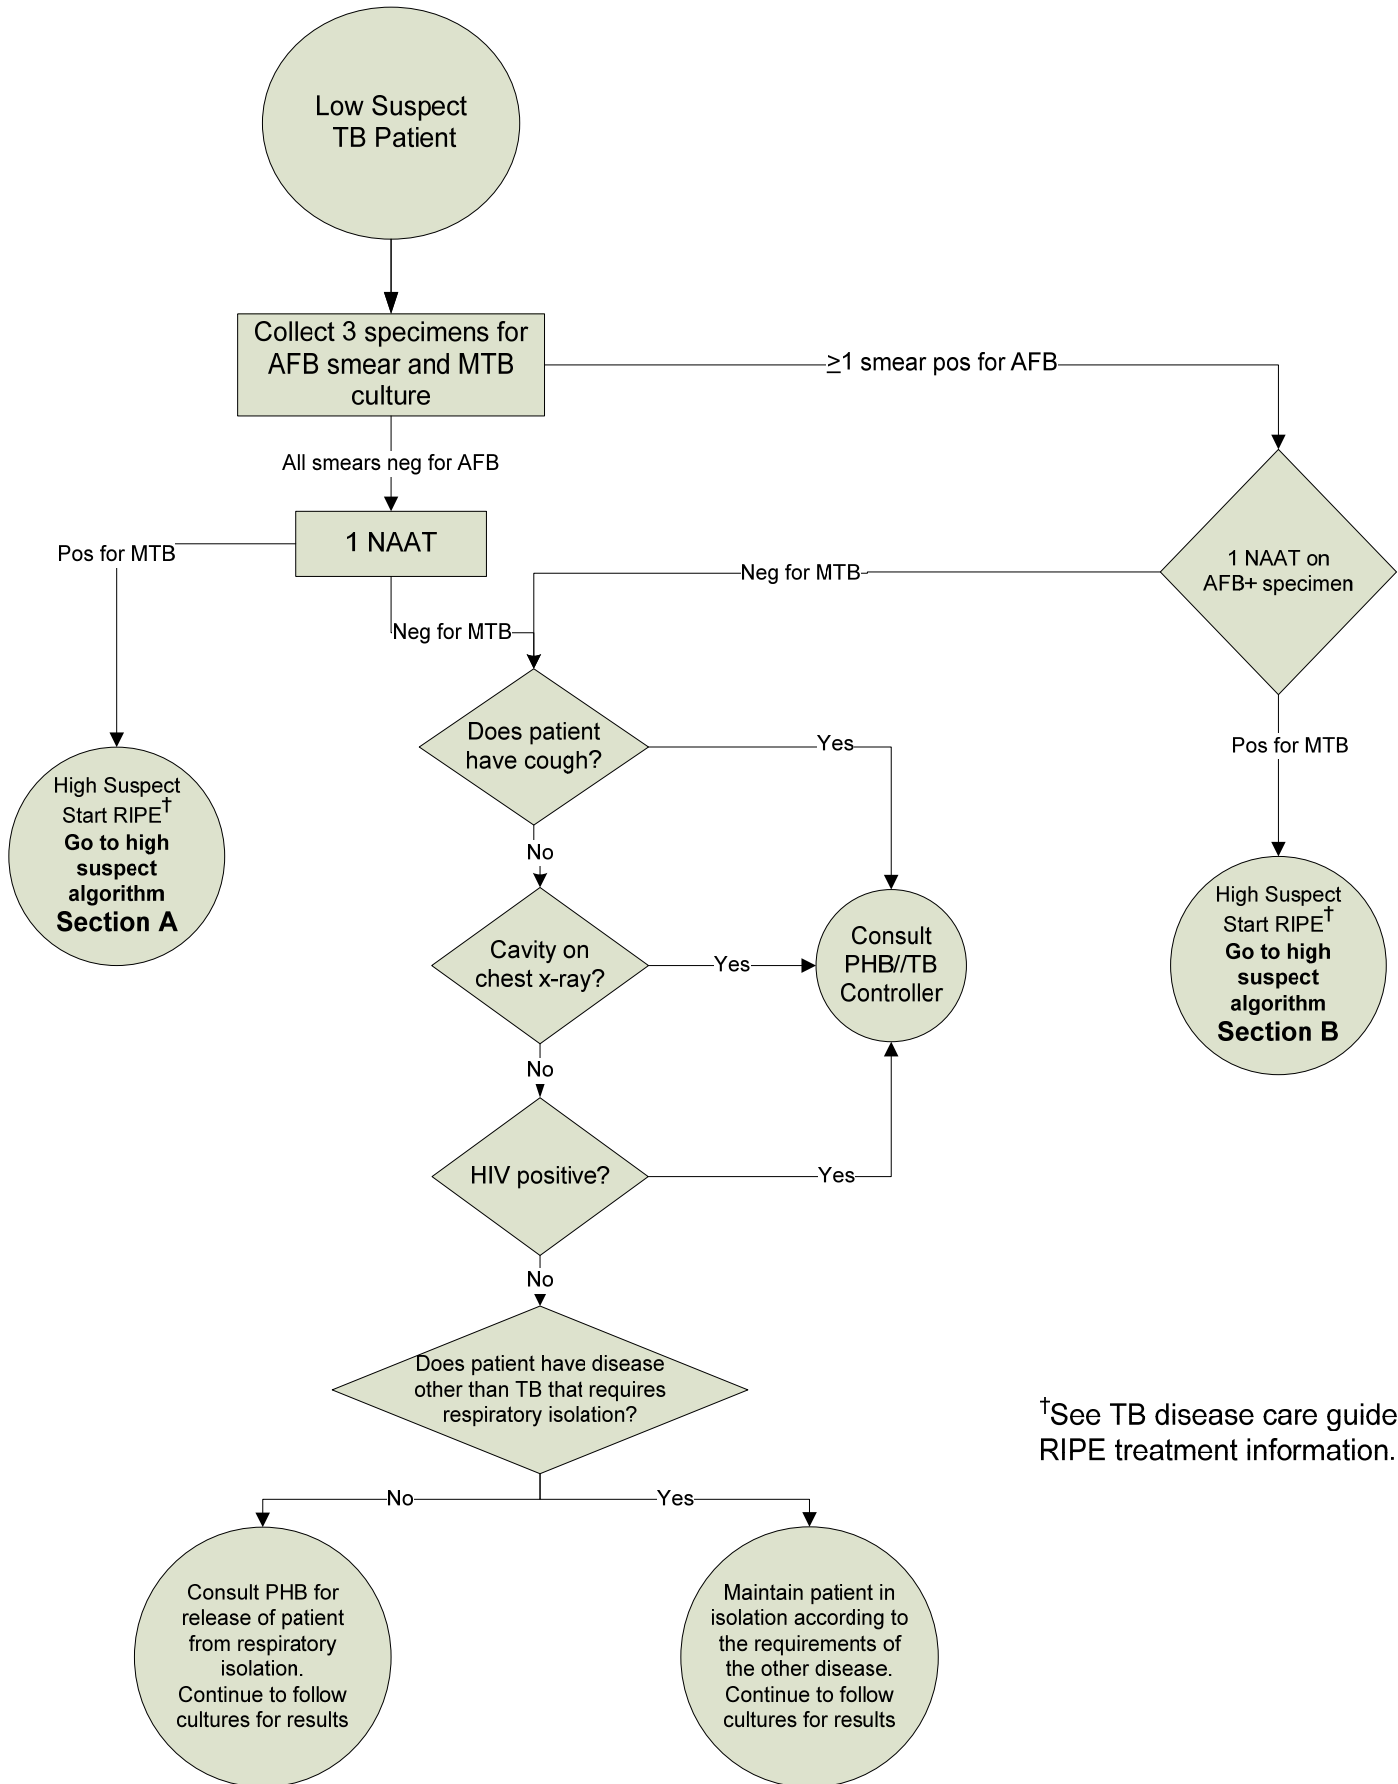 Low Suspect
TB Patient
Collect 3 specimens for
AFB smear and MTB
culture
≥1 smear pos for AFB
All smears neg for AFB
1 NAAT
Pos for MTB
Neg for MTB
1 NAAT on
AFB+ specimen
Neg for MTB
Pos for MTB
Does patient
have cough?
Yes
No
High Suspect
Start RIPE†
Go to high
suspect
algorithm
Section A
Cavity on
chest x-ray?
Yes
No
Consult
PHB//TB
Controller
High Suspect
Start RIPE†
Go to high
suspect
algorithm
Section B
HIV positive?
Yes
No
Does patient have disease
other than TB that requires
respiratory isolation?
†See TB disease care guide
RIPE treatment information.
No
Yes
Consult PHB for
release of patient
from respiratory
isolation.
Continue to follow
cultures for results
Maintain patient in
isolation according to
the requirements of
the other disease.
Continue to follow
cultures for results